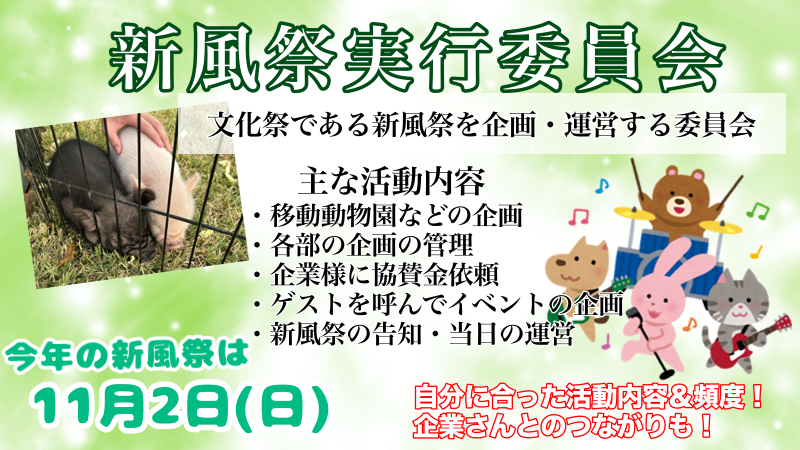 新風祭実行委員会
文化祭である新風祭を企画・運営する委員会
主な活動内容
・移動動物園などの企画
・各部の企画の管理
・企業様に協賛金依頼
・ゲストを呼んでイベントの企画
・新風祭の告知・当日の運営
今年の新風祭は
11月2日(日)
自分に合った活動内容&頻度！
企業さんとのつながりも！